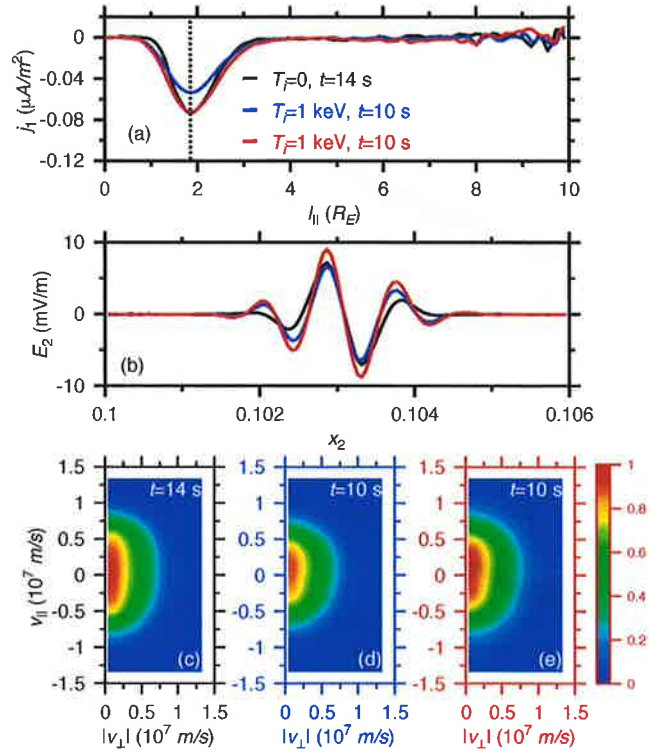 0
-0.04
-0.08
-0.12
j1 (μA/m²)
(a)
Ti=0, t=14 s
Ti=1 keV, t=10 s
Ti=1 keV, t=10 s
0 2 4 6 8 10
l|| (RE)
10
0
-10
E2 (mV/m)
(b)
0.1 0.102 0.104 0.106
x2
1.5
1
0.5
0
-0.5
-1
-1.5
v|| (10⁷ m/s)
t=14 s
(c)
0 0.5 1 1.5
|v⊥| (10⁷ m/s)
1.5
1
0.5
0
-0.5
-1
-1.5
t=10 s
(d)
0 0.5 1 1.5
|v⊥| (10⁷ m/s)
1.5
1
0.5
0
-0.5
-1
-1.5
t=10 s
(e)
0 0.5 1 1.5
|v⊥| (10⁷ m/s)
1
0.8
0.6
0.4
0.2
0